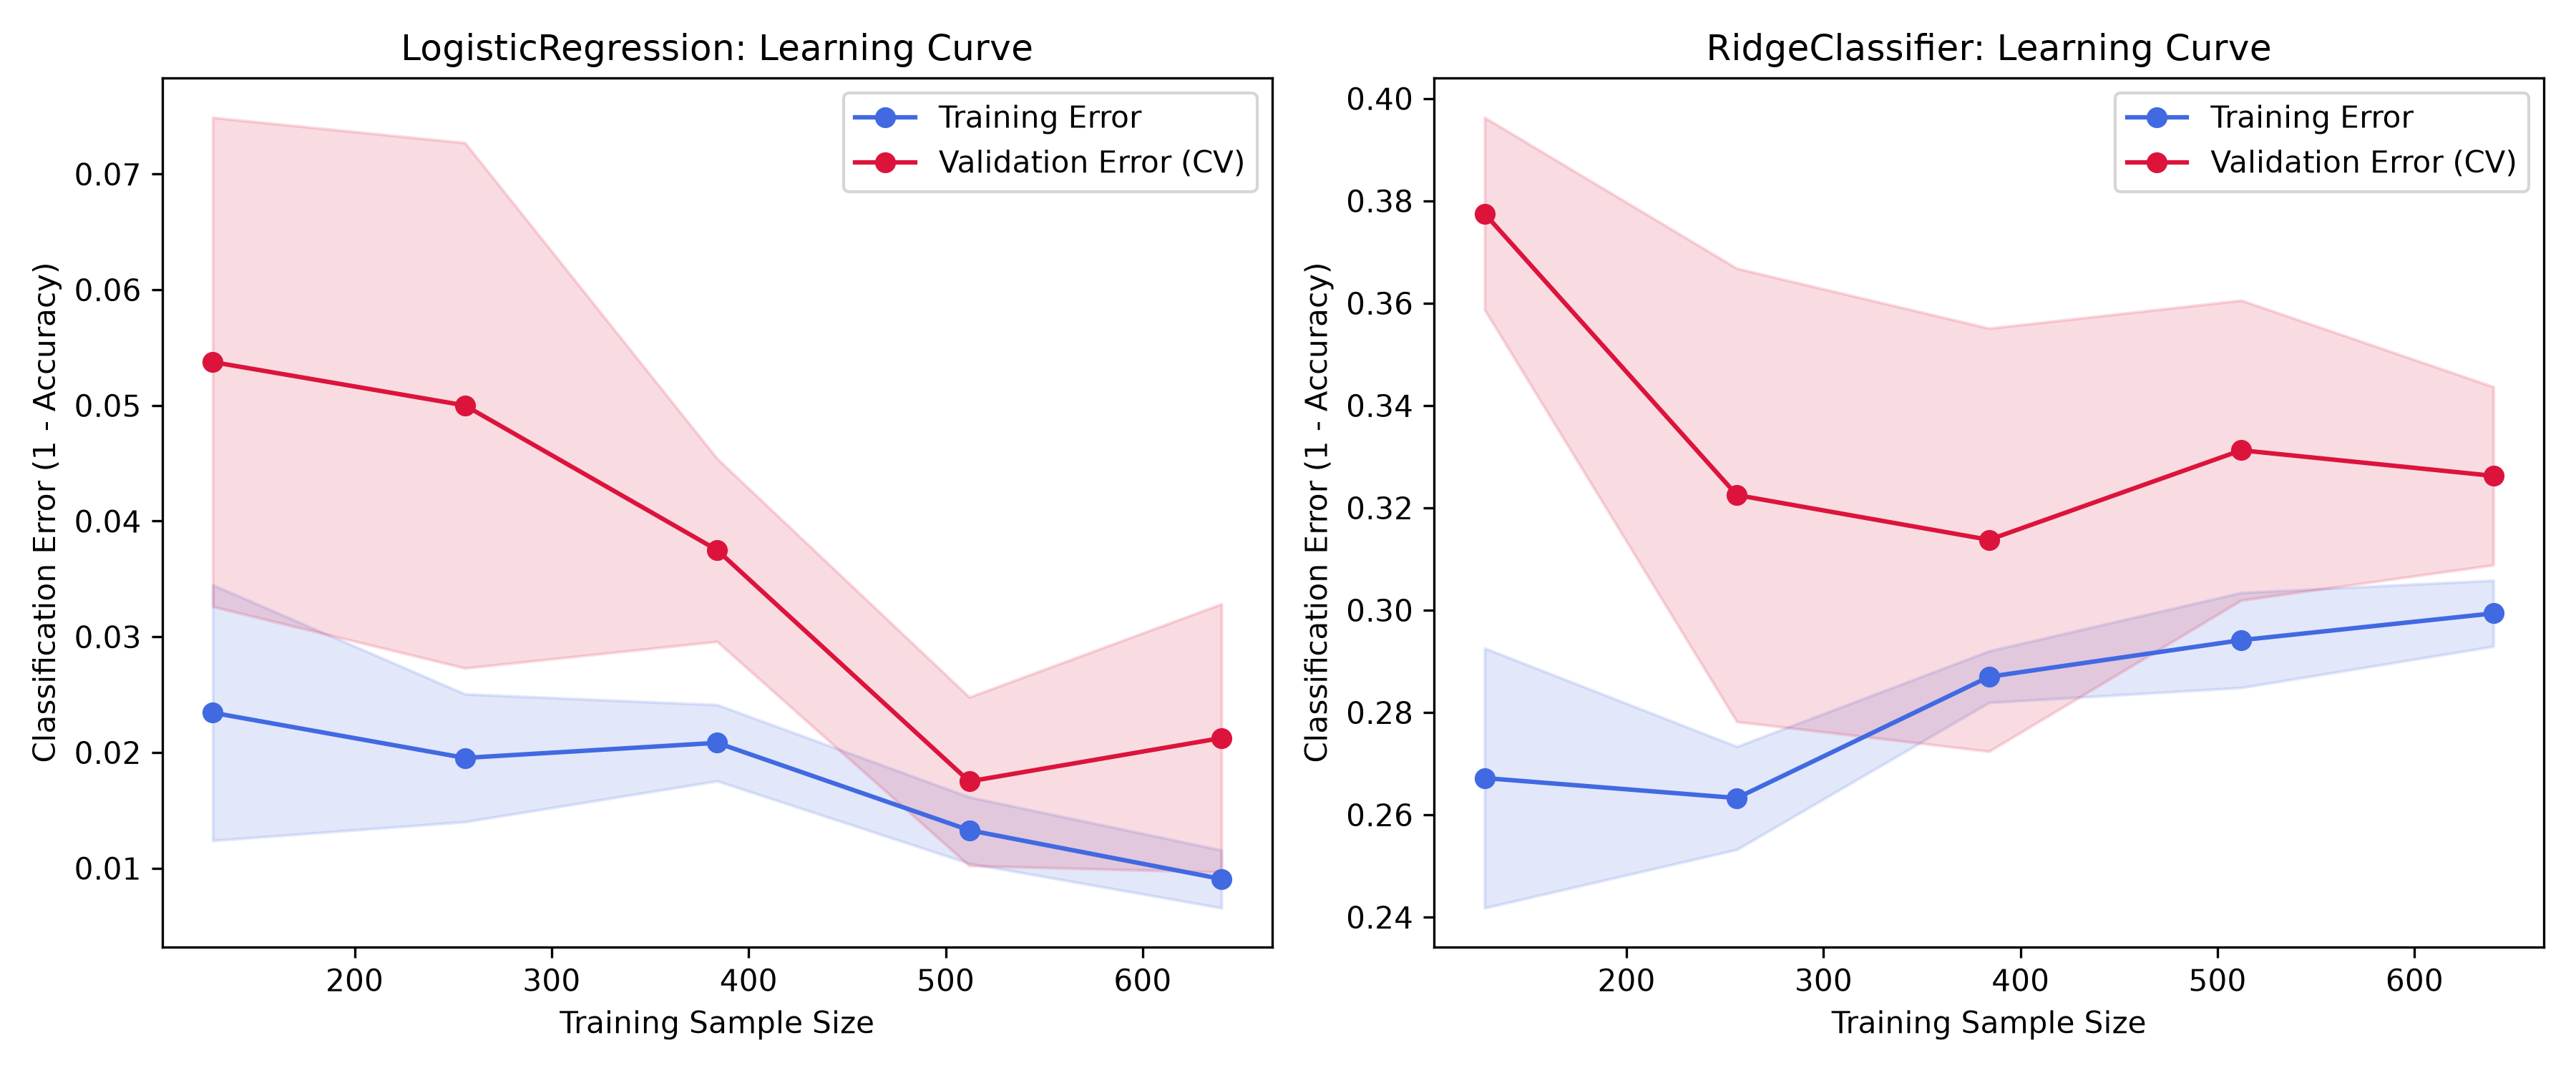 LogisticRegression: Learning Curve
Training Error
Validation Error (CV)
Classification Error (1 - Accuracy)
0.07
0.06
0.05
0.04
0.03
0.02
0.01
200 300 400 500 600
Training Sample Size
RidgeClassifier: Learning Curve
Training Error
Validation Error (CV)
Classification Error (1 - Accuracy)
0.40
0.38
0.36
0.34
0.32
0.30
0.28
0.26
0.24
200 300 400 500 600
Training Sample Size